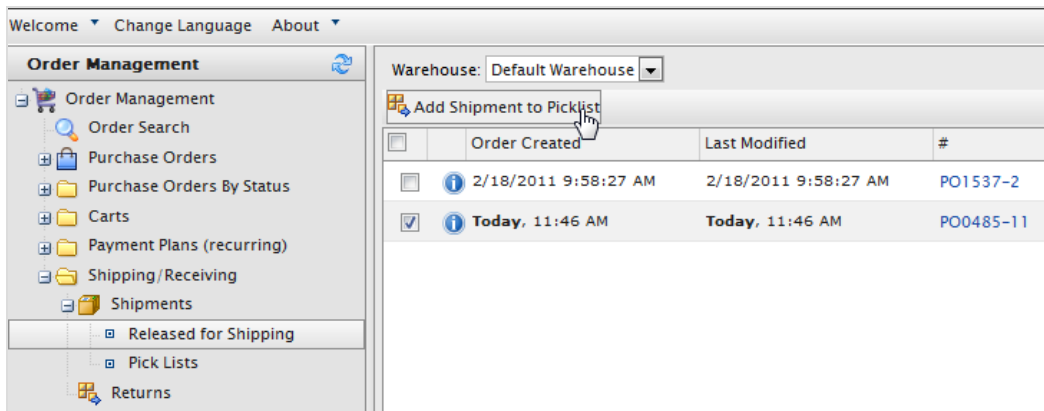 Welcome Change Language About
Order Management
Order Management
Order Search
Purchase Orders
Purchase Orders By Status
Carts
Payment Plans (recurring)
Shipping/Receiving
Shipments
Released for Shipping
Pick Lists
Returns
Warehouse: Default Warehouse
Add Shipment to Picklist
Order Created Last Modified #
2/18/2011 9:58:27 AM 2/18/2011 9:58:27 AM PO1537-2
Today, 11:46 AM Today, 11:46 AM PO0485-11